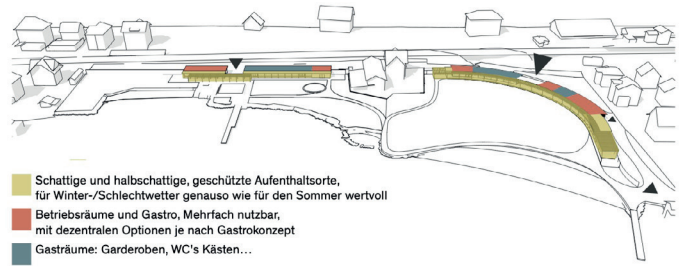 Schattige und halbschattige, geschützte Aufenthaltsorte,
für Winter-/Schlechtwetter genauso wie für den Sommer wertvoll
Betriebsräume und Gastro, Mehrfach nutzbar,
mit dezentralen Optionen je nach Gastrokonzept
Gasträume: Garderoben, WC's Kästen...